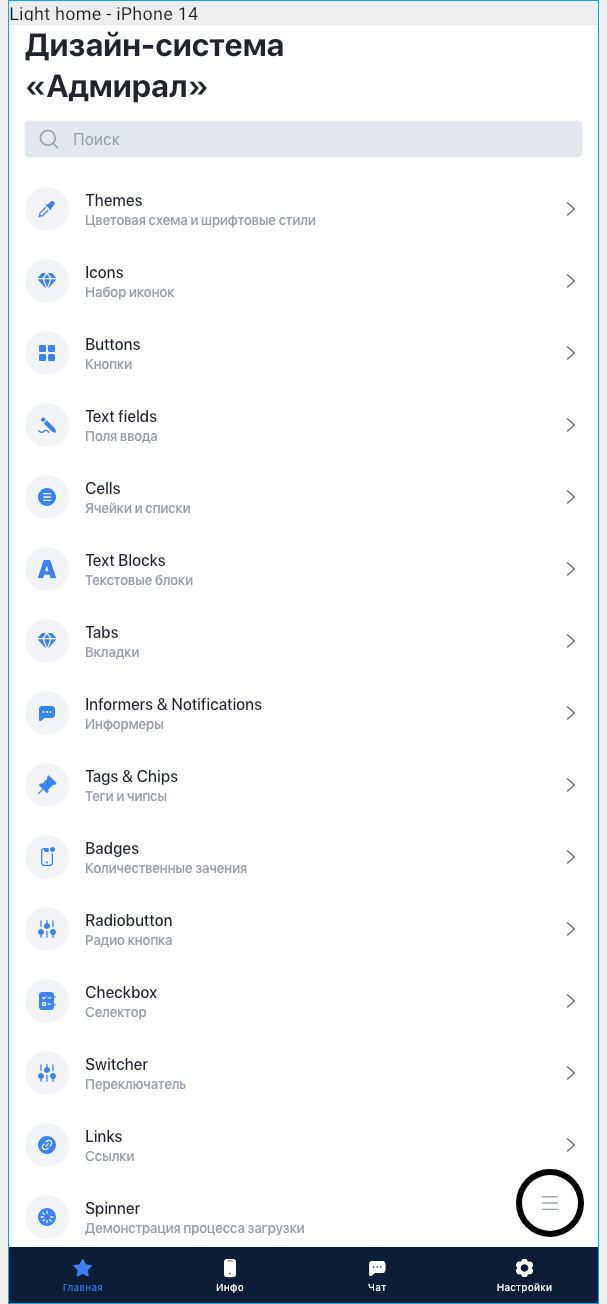 Light home - iPhone 14
Дизайн-система
«Адмирал»
Поиск
Themes
Цветовая схема и шрифтовые стили
Icons
Набор иконок
Buttons
Кнопки
Text fields
Поля ввода
Cells
Ячейки и списки
Text Blocks
Текстовые блоки
Tabs
Вкладки
Informers & Notifications
Информеры
Tags & Chips
Теги и чипсы
Badges
Количественные зачения
Radiobutton
Радио кнопка
Checkbox
Селектор
Switcher
Переключатель
Links
Ссылки
Spinner
Демонстрация процесса загрузки
Главная Инфо Чат Настройки